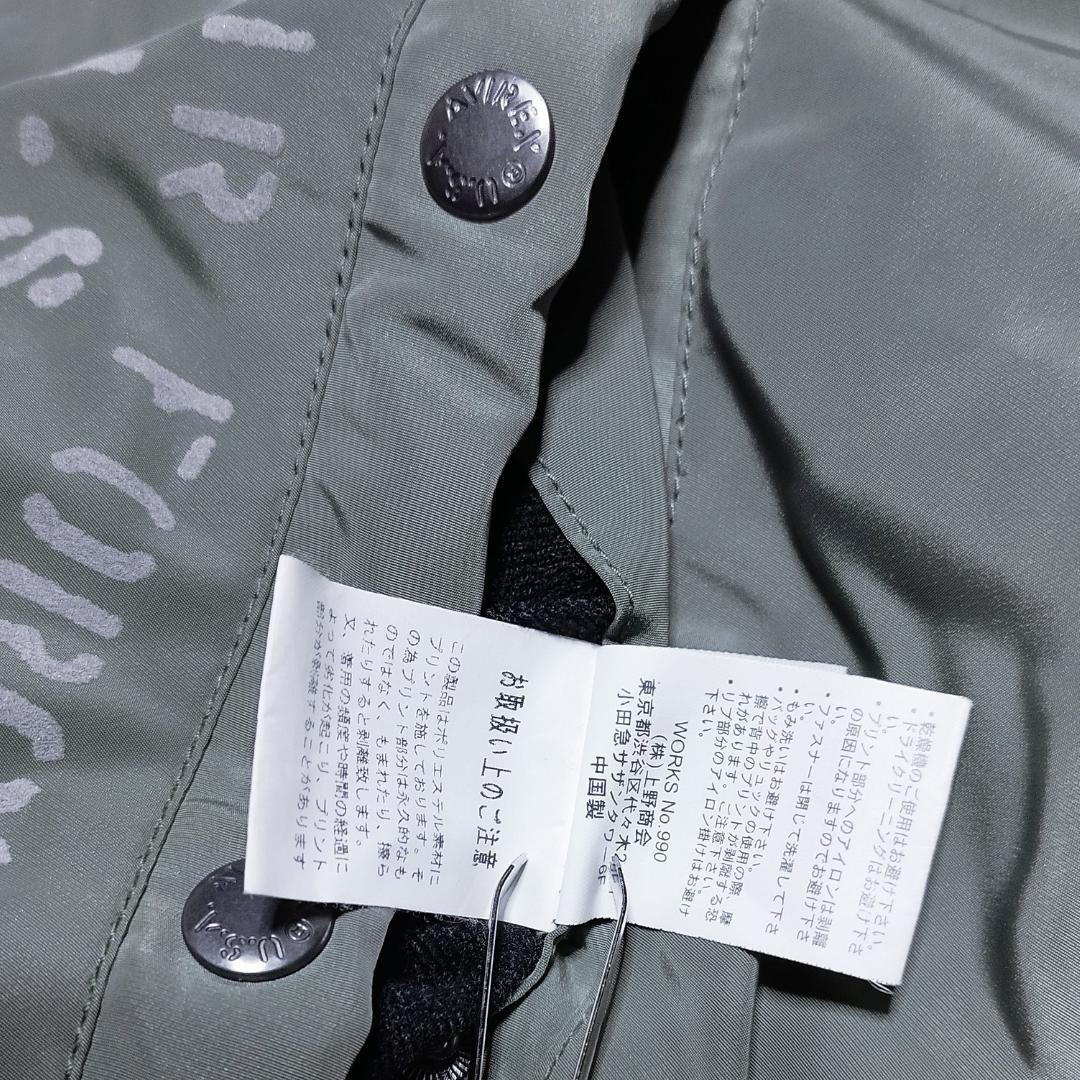 AVIREX
® U.S.A.
® U.S.A.
・乾燥機のご使用はお避け下さい。
・ドライクリーニングはお避け下さい。
・プリント部分へのアイロンは剥離
の原因になりますのでお避け下さ
い。
・ファスナーは閉じて洗濯して下さ
い。
・もみ洗いはお避け下さい。
・バッグやリュックの使用の際、摩
擦で背中のプリントが剥離する恐
れがあります。ご注意下さい。
リブ部分のアイロン掛けはお避け
下さい。
WORKS No.990
(株)上野商会
東京都渋谷区代々木2
小田急サザンタワー 6F
中国製
お取扱い上のご注意
この製品はポリエステル素材に
プリントを施しております。そ
の為プリント部分は永久的なも
のではなく、もまれたり、擦ら
れたりすると剥離致します。
又、着用の頻度や時間の経過に
よって劣化が起こり、プリント
部分が剥離することがあります